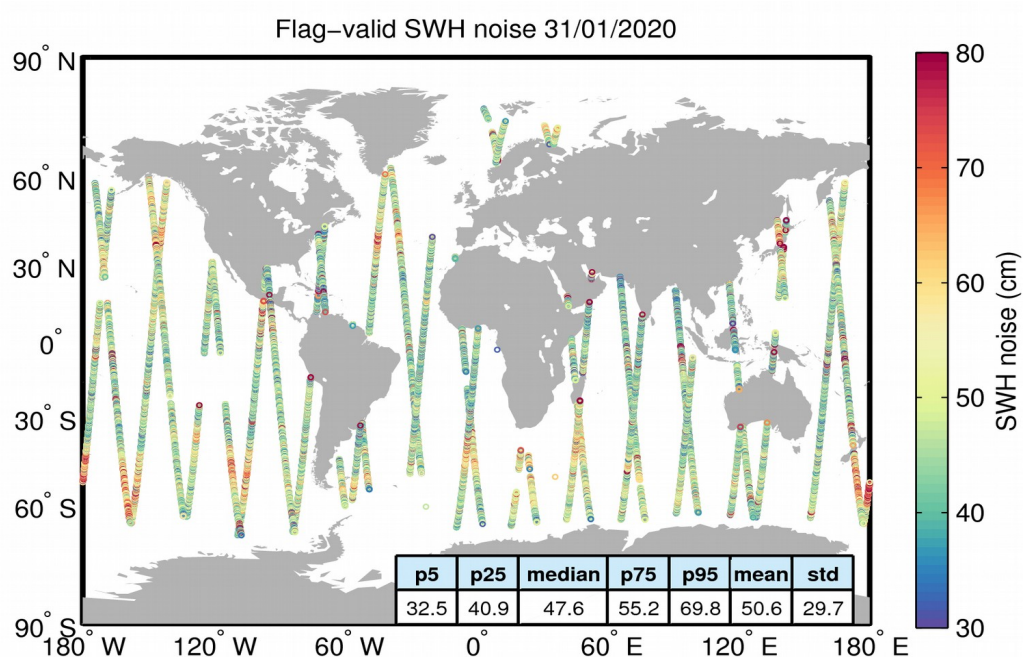 Flag−valid SWH noise 31/01/2020
90° N
60° N
30° N
0°
30° S
60° S
90° S
180° W
120° W
60° W
0°
60° E
120° E
180° E
80
70
60
50
40
30
SWH noise (cm)
p5 p25 median p75 p95 mean std
32.5 40.9 47.6 55.2 69.8 50.6 29.7